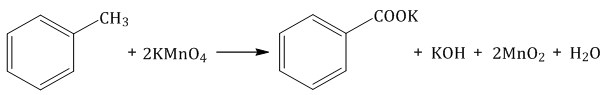 CH₃ + 2KMnO₄ COOK + KOH + 2MnO₂ + H₂O